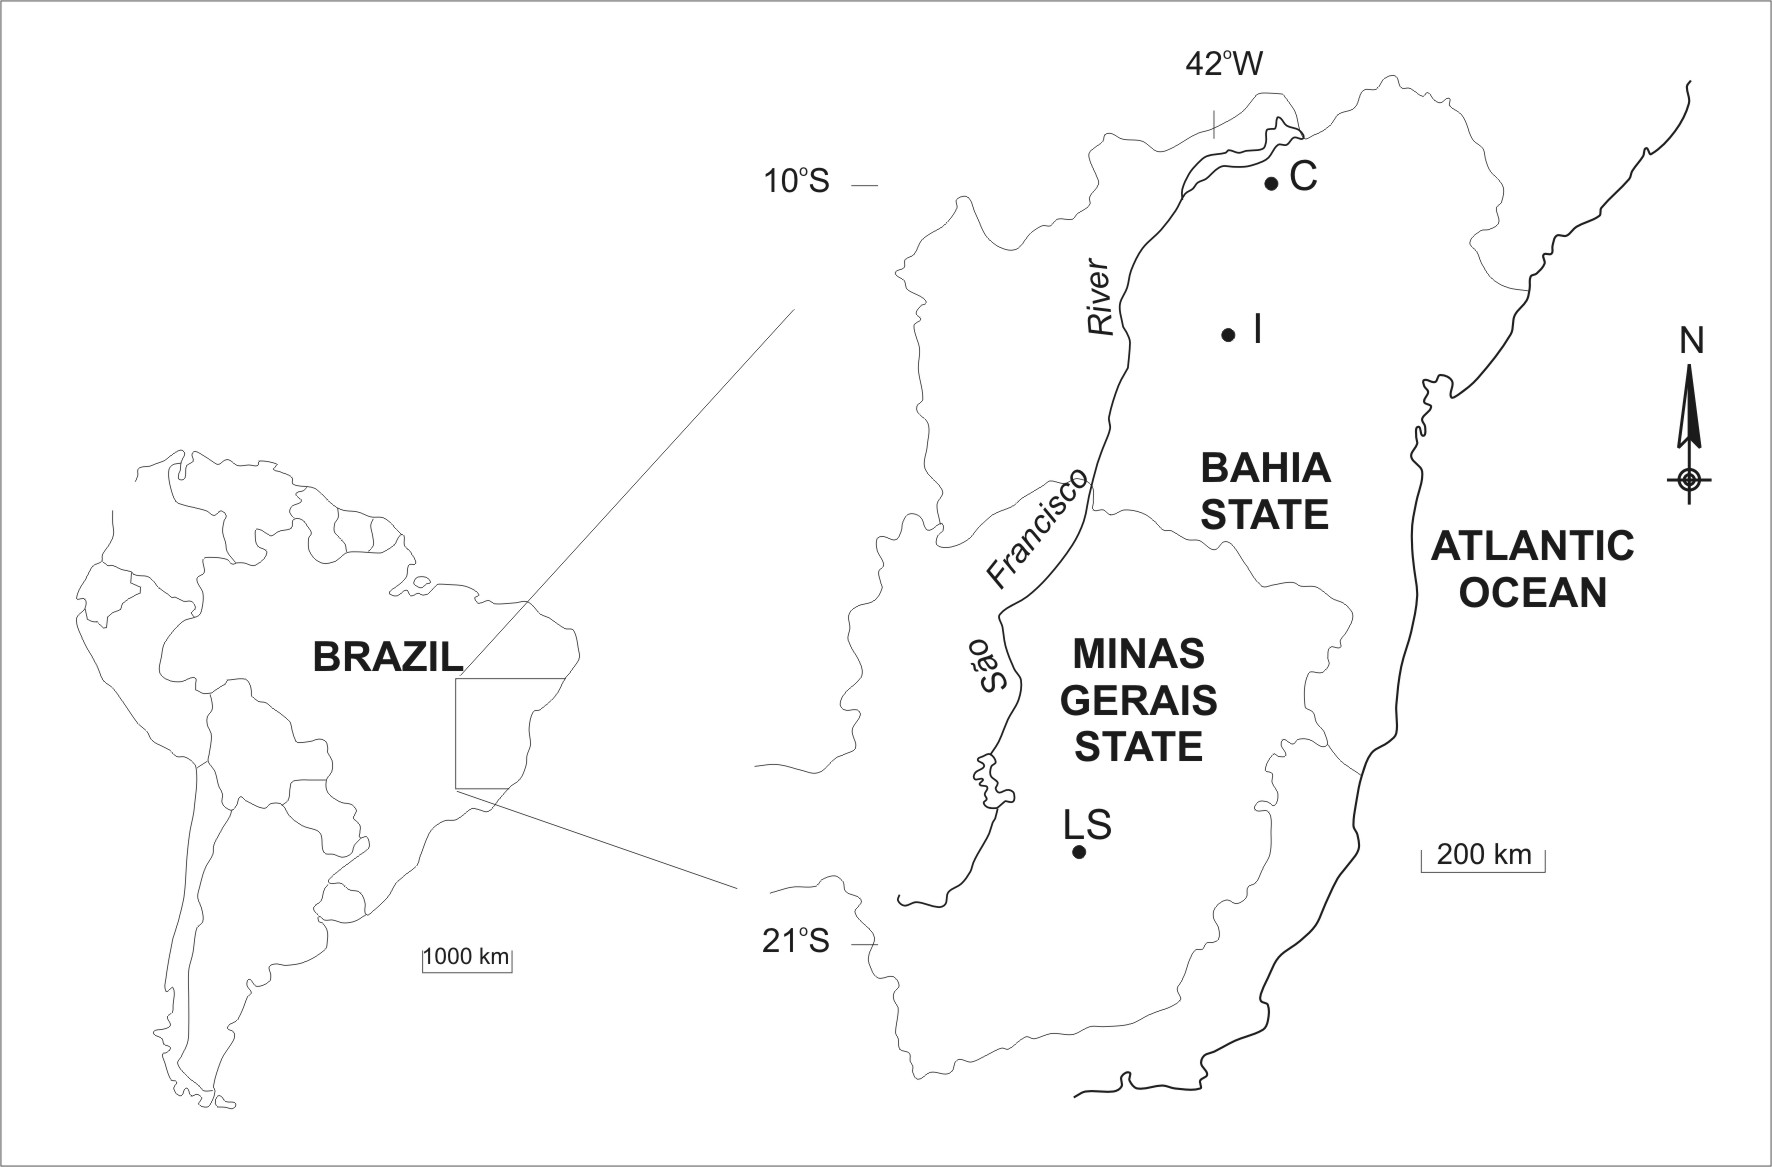 42°W
10°S
C
River
I
N
BAHIA
STATE
Francisco
ATLANTIC
OCEAN
BRAZIL
São
MINAS
GERAIS
STATE
LS
200 km
21°S
1000 km